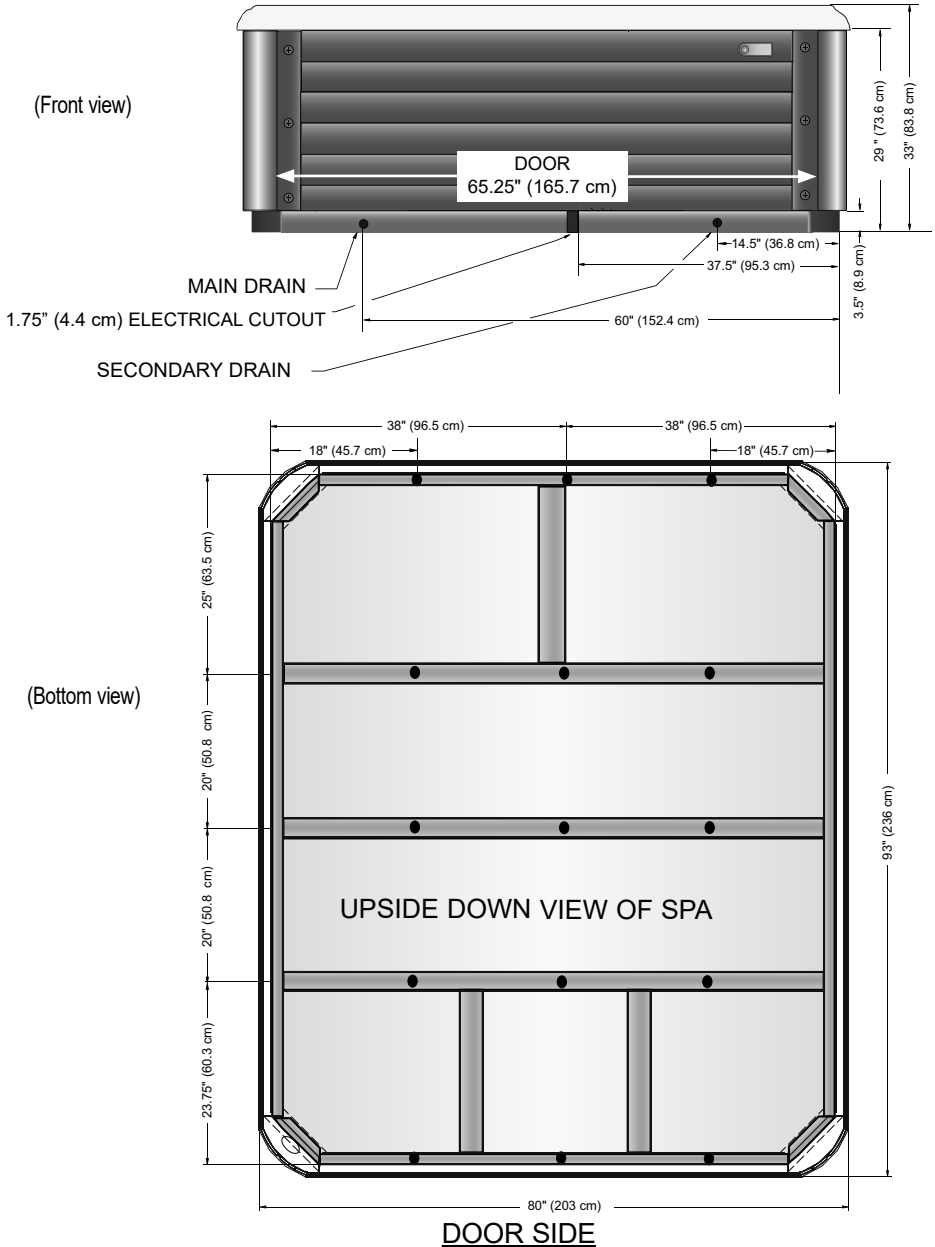 (Front view)
DOOR
65.25" (165.7 cm)
29 " (73.6 cm)
33" (83.8 cm)
14.5" (36.8 cm)
37.5" (95.3 cm)
3.5" (8.9 cm)
MAIN DRAIN
1.75” (4.4 cm) ELECTRICAL CUTOUT
60" (152.4 cm)
SECONDARY DRAIN
38" (96.5 cm)
38" (96.5 cm)
18" (45.7 cm)
18" (45.7 cm)
25" (63.5 cm)
(Bottom view)
20" (50.8 cm)
93" (236 cm)
20" (50.8 cm)
UPSIDE DOWN VIEW OF SPA
23.75" (60.3 cm)
80" (203 cm)
DOOR SIDE